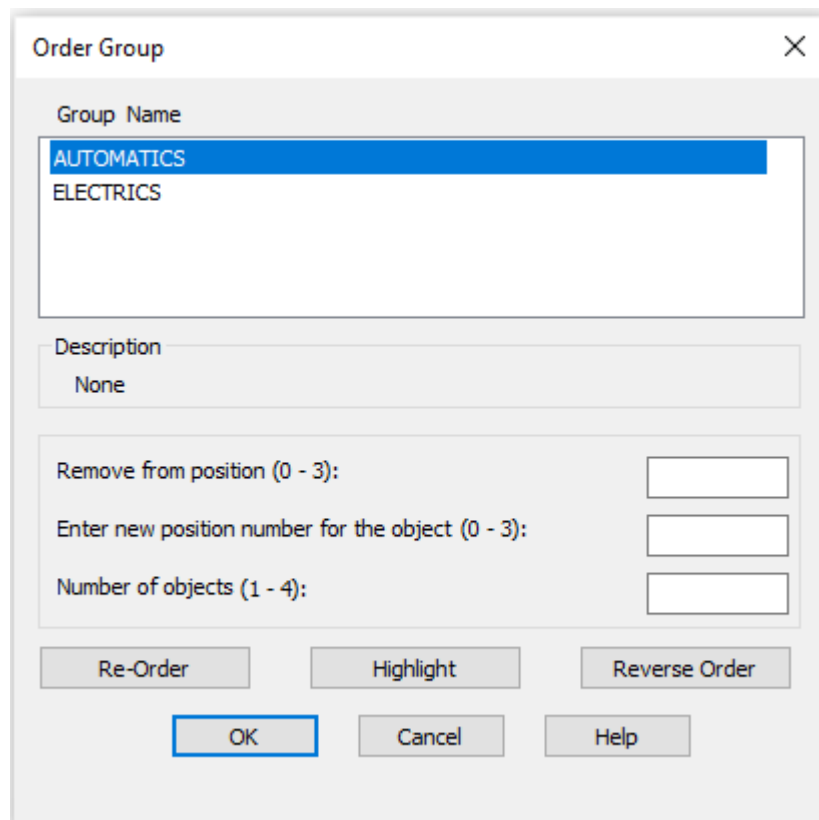 Order Group
Group Name
AUTOMATICS
ELECTRICS
Description
None
Remove from position (0 - 3):
Enter new position number for the object (0 - 3):
Number of objects (1 - 4):
Re-Order Highlight Reverse Order
OK Cancel Help